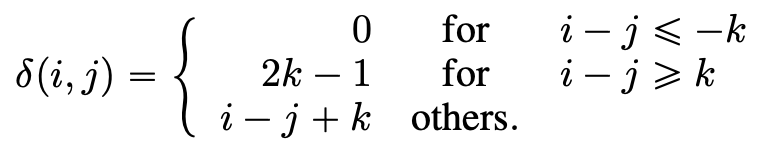 δ(i, j) = { 0 for i − j ⩽ −k
2k − 1 for i − j ⩾ k
i − j + k others.